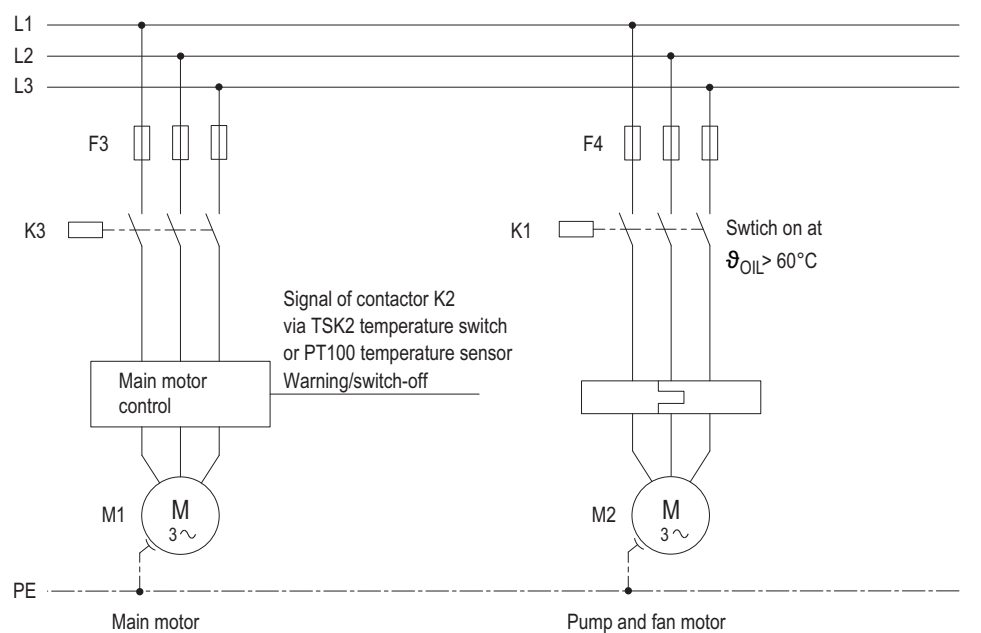 L1
L2
L3
F3
F4
K3
K1
Swtich on at
ϑOIL> 60°C
Signal of contactor K2
via TSK2 temperature switch
or PT100 temperature sensor
Warning/switch-off
Main motor
control
M1
M
3～
M2
M
3～
PE
Main motor
Pump and fan motor